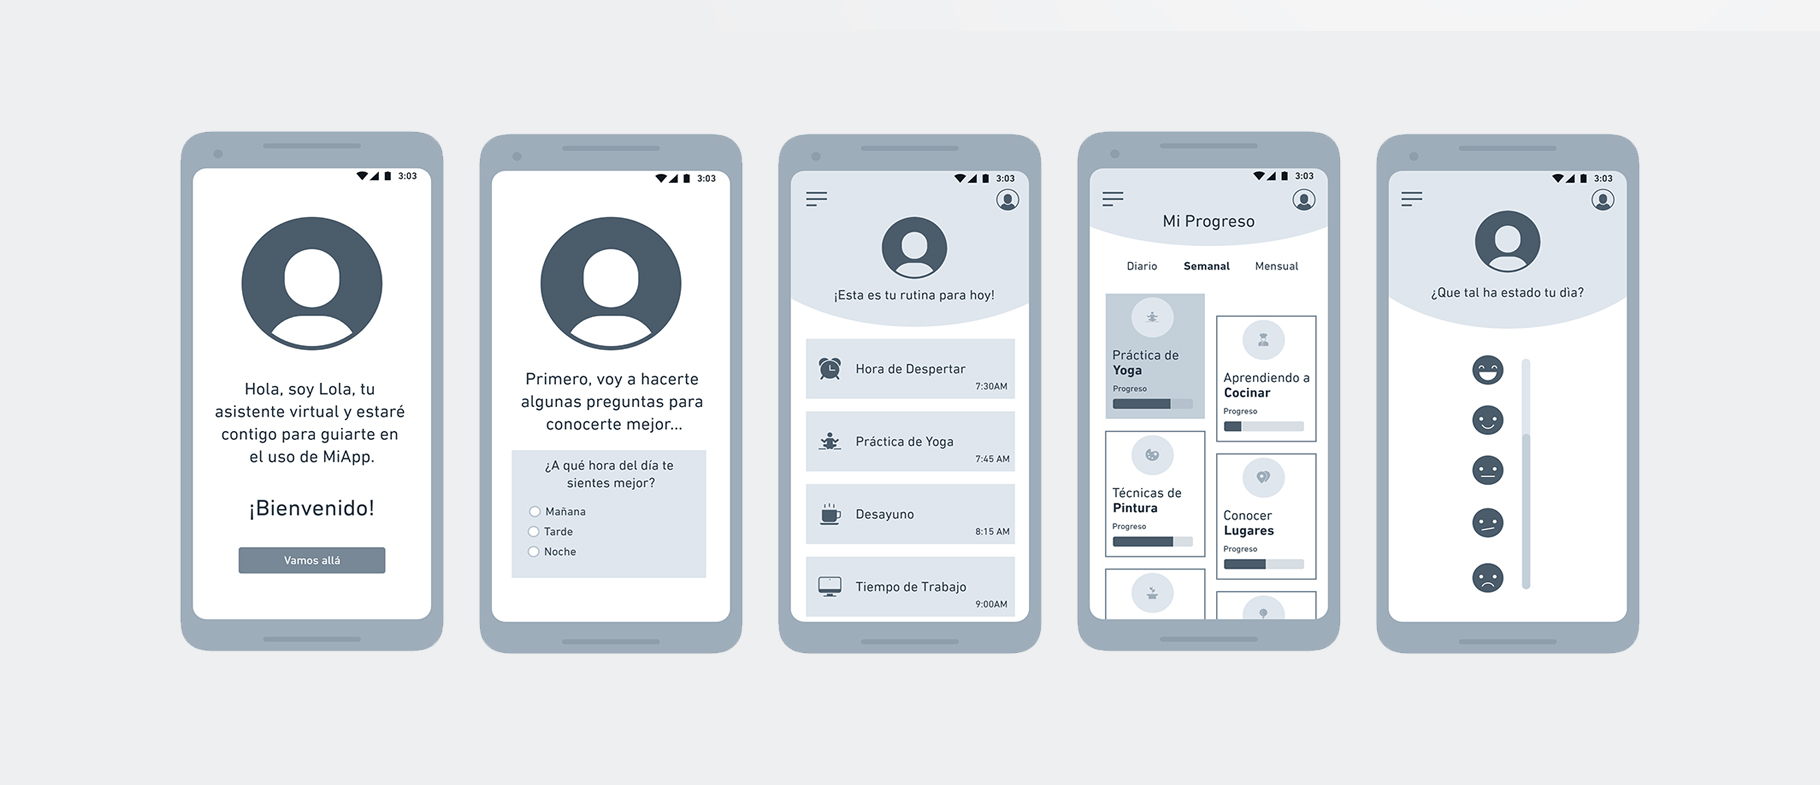 3:03
Hola, soy Lola, tu
asistente virtual y estaré
contigo para guiarte en
el uso de MiApp.
¡Bienvenido!
Vamos allá
3:03
Primero, voy a hacerte
algunas preguntas para
conocerte mejor...
¿A qué hora del día te
sientes mejor?
Mañana
Tarde
Noche
3:03
¡Esta es tu rutina para hoy!
Hora de Despertar
7:30AM
Práctica de Yoga
7:45 AM
Desayuno
8:15 AM
Tiempo de Trabajo
9:00AM
3:03
Mi Progreso
Diario Semanal Mensual
Práctica de
Yoga
Progreso
Aprendiendo a
Cocinar
Progreso
Técnicas de
Pintura
Progreso
Conocer
Lugares
Progreso
3:03
¿Que tal ha estado tu dìa?